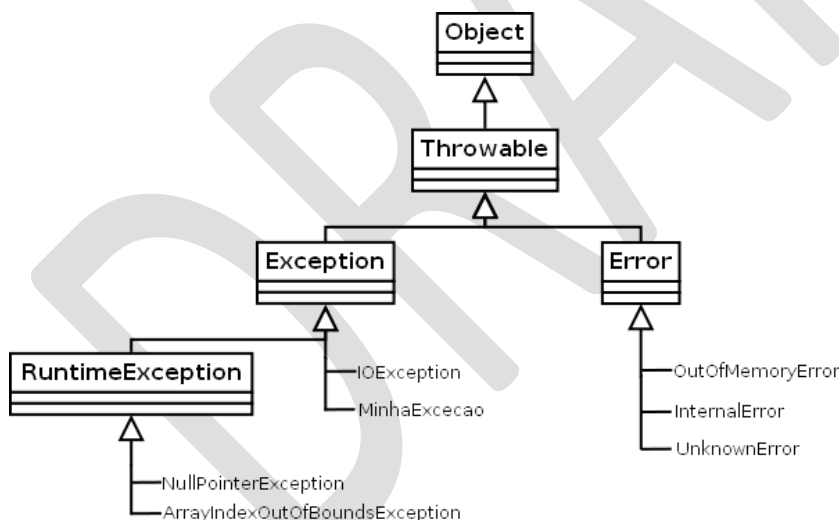 Object
Throwable
Exception
Error
RuntimeException
IOException
MinhaExcecao
OutOfMemoryError
InternalError
UnknownError
NullPointerException
ArrayIndexOutOfBoundsException